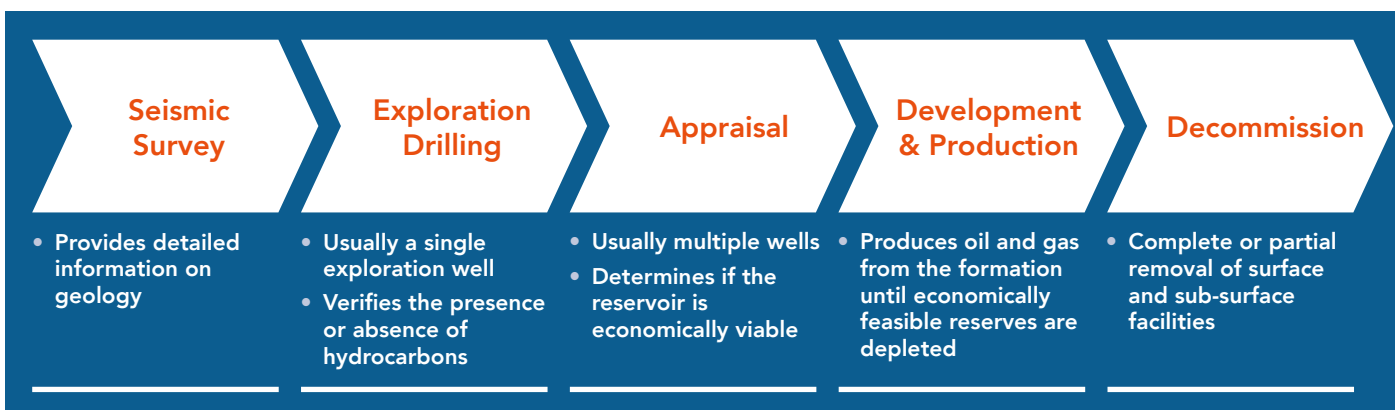 Seismic
Survey
Exploration
Drilling
Appraisal
Development
& Production
Decommission
• Provides detailed
information on
geology
• Usually a single
exploration well
• Verifies the presence
or absence of
hydrocarbons
• Usually multiple wells
• Determines if the
reservoir is
economically viable
• Produces oil and gas
from the formation
until economically
feasible reserves are
depleted
• Complete or partial
removal of surface
and sub-surface
facilities